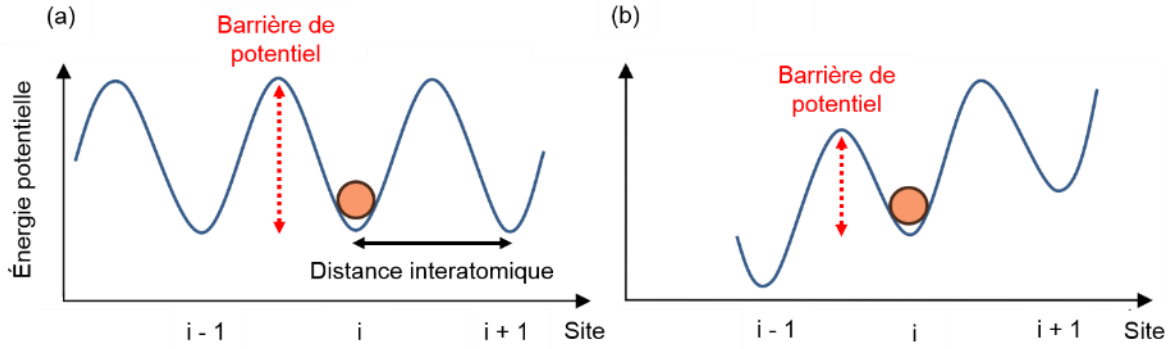 (a)
Barrière de
potentiel
Énergie potentielle
Distance interatomique
i - 1
i
i + 1
Site
(b)
Barrière de
potentiel
i - 1
i
i + 1
Site